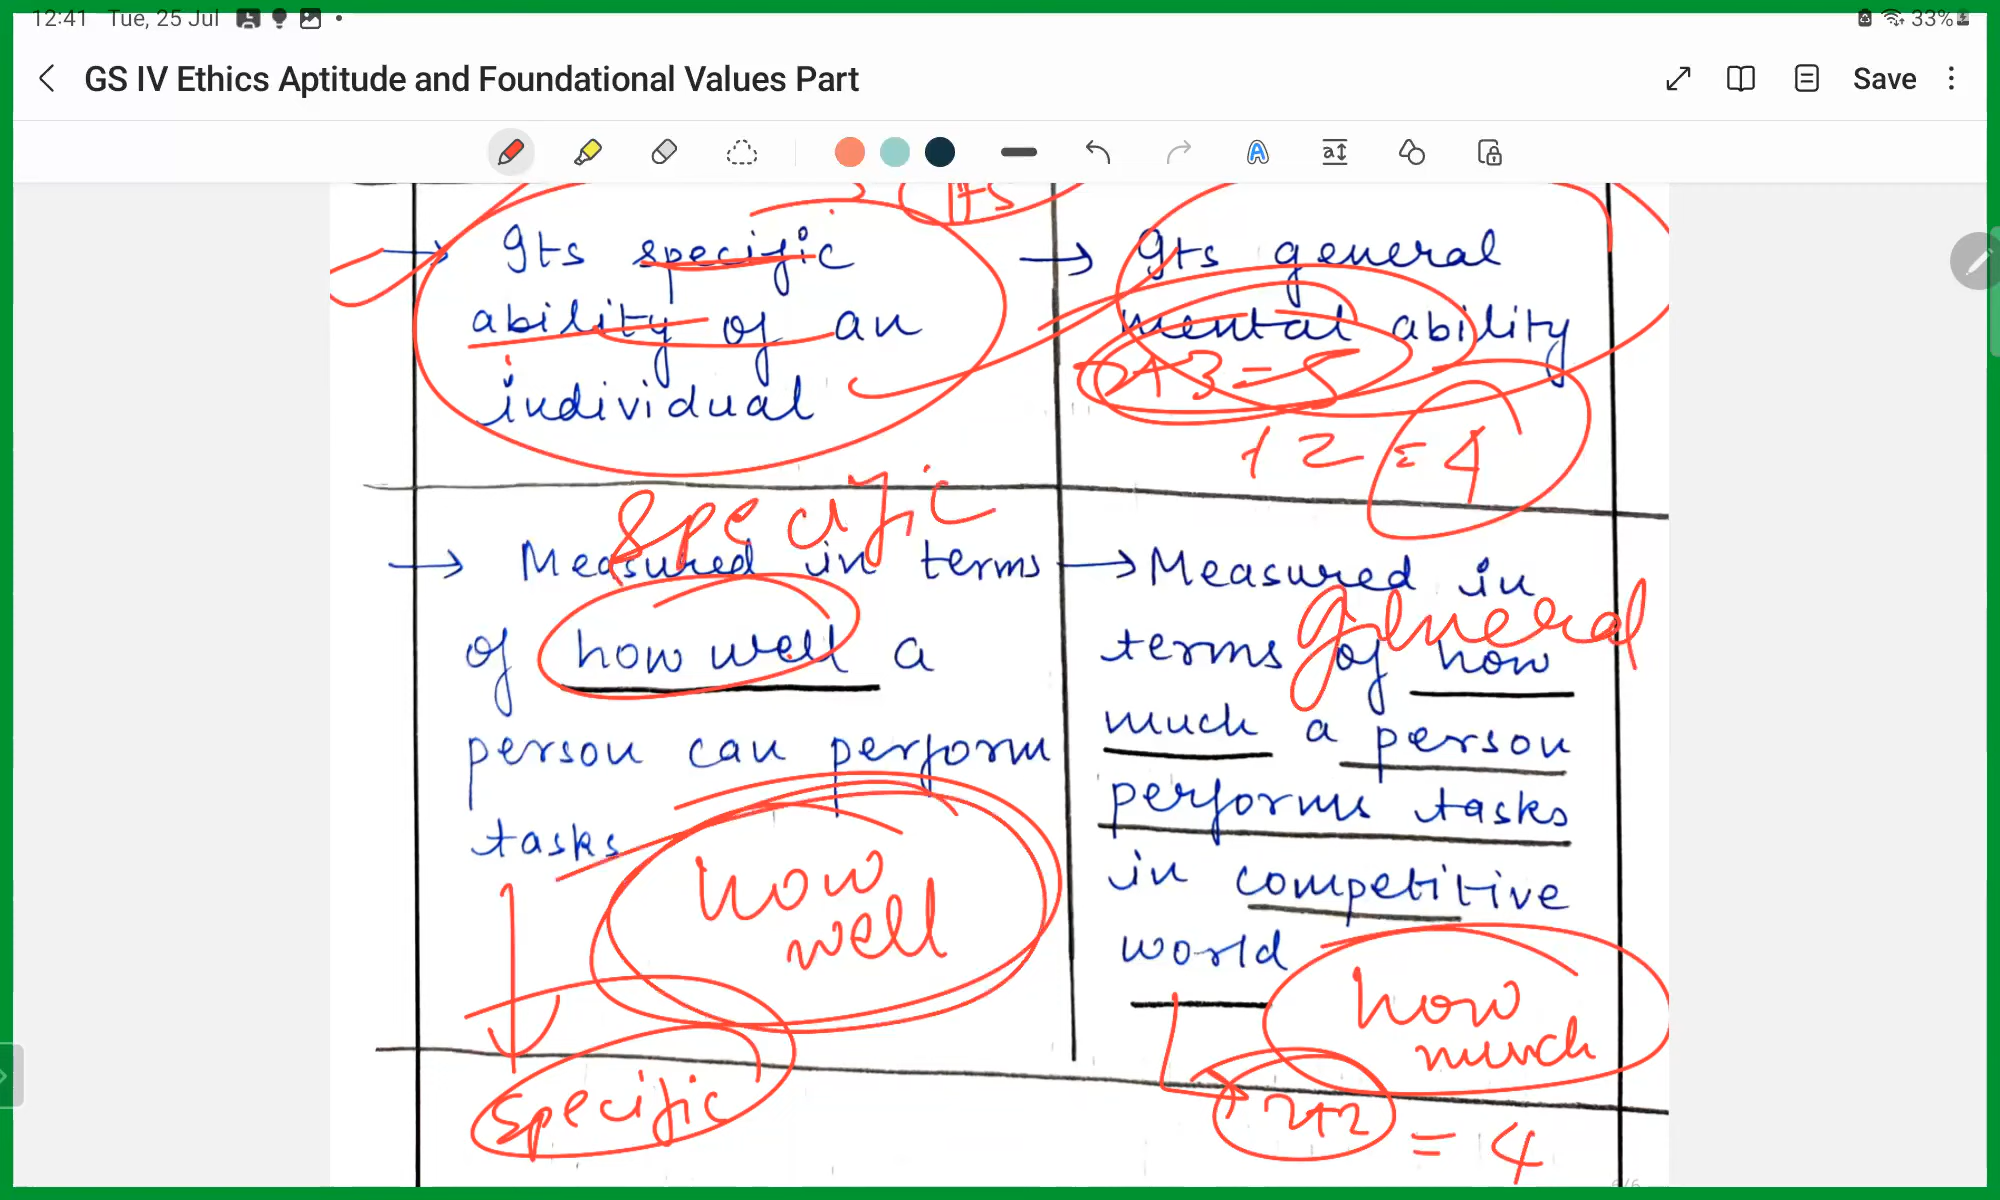 12:41 Tue, 25 Jul
33%
GS IV Ethics Aptitude and Foundational Values Part
Save
→ Its specific
ability of an
individual
→ Its general
mental ability
2+3=5
12 = 4
specific
→ Measured in terms
of how well a
person can perform
tasks
how
well
specific
→ Measured in
general
terms of how
much a person
performs tasks
in competitive
world
how
much
2+2 = 4
6/6